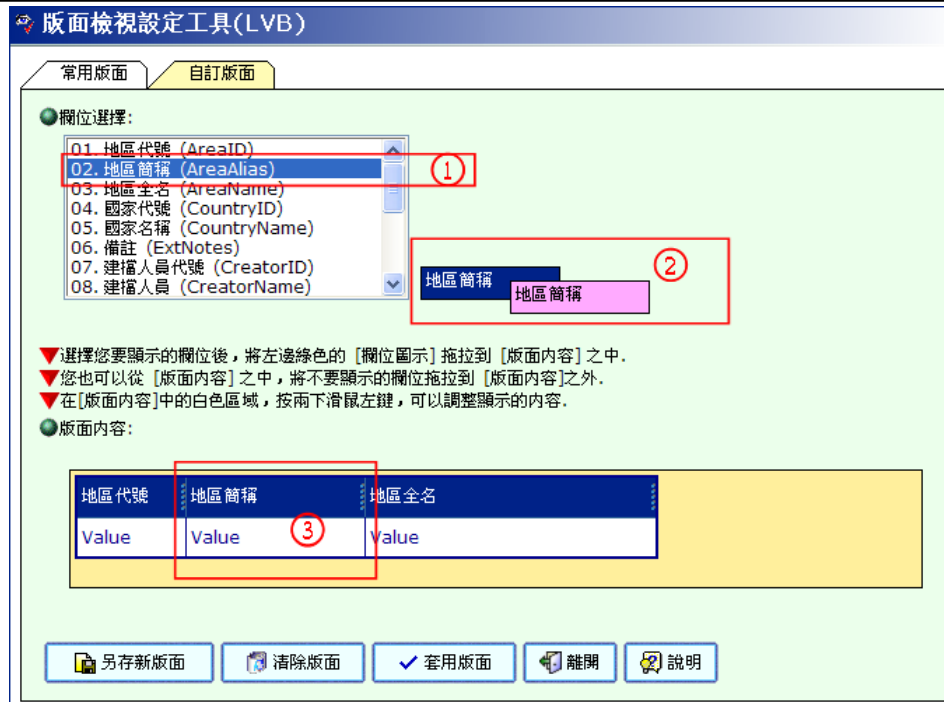 版面檢視設定工具(LVB)
常用版面 自訂版面
欄位選擇:
01. 地區代號 (AreaID)
02. 地區簡稱 (AreaAlias)
①
03. 地區全名 (AreaName)
04. 國家代號 (CountryID)
05. 國家名稱 (CountryName)
06. 備註 (ExtNotes)
07. 建檔人員代號 (CreatorID)
08. 建檔人員 (CreatorName)
②
地區簡稱
地區簡稱
▼選擇您要顯示的欄位後，將左邊綠色的 [欄位圖示] 拖拉到 [版面內容] 之中.
▼您也可以從 [版面內容] 之中，將不要顯示的欄位拖拉到 [版面內容]之外.
▼在[版面內容]中的白色區域，按兩下滑鼠左鍵，可以調整顯示的內容.
版面內容:
地區代號 地區簡稱 地區全名
Value Value ③ Value
另存新版面 清除版面 套用版面 離開 說明